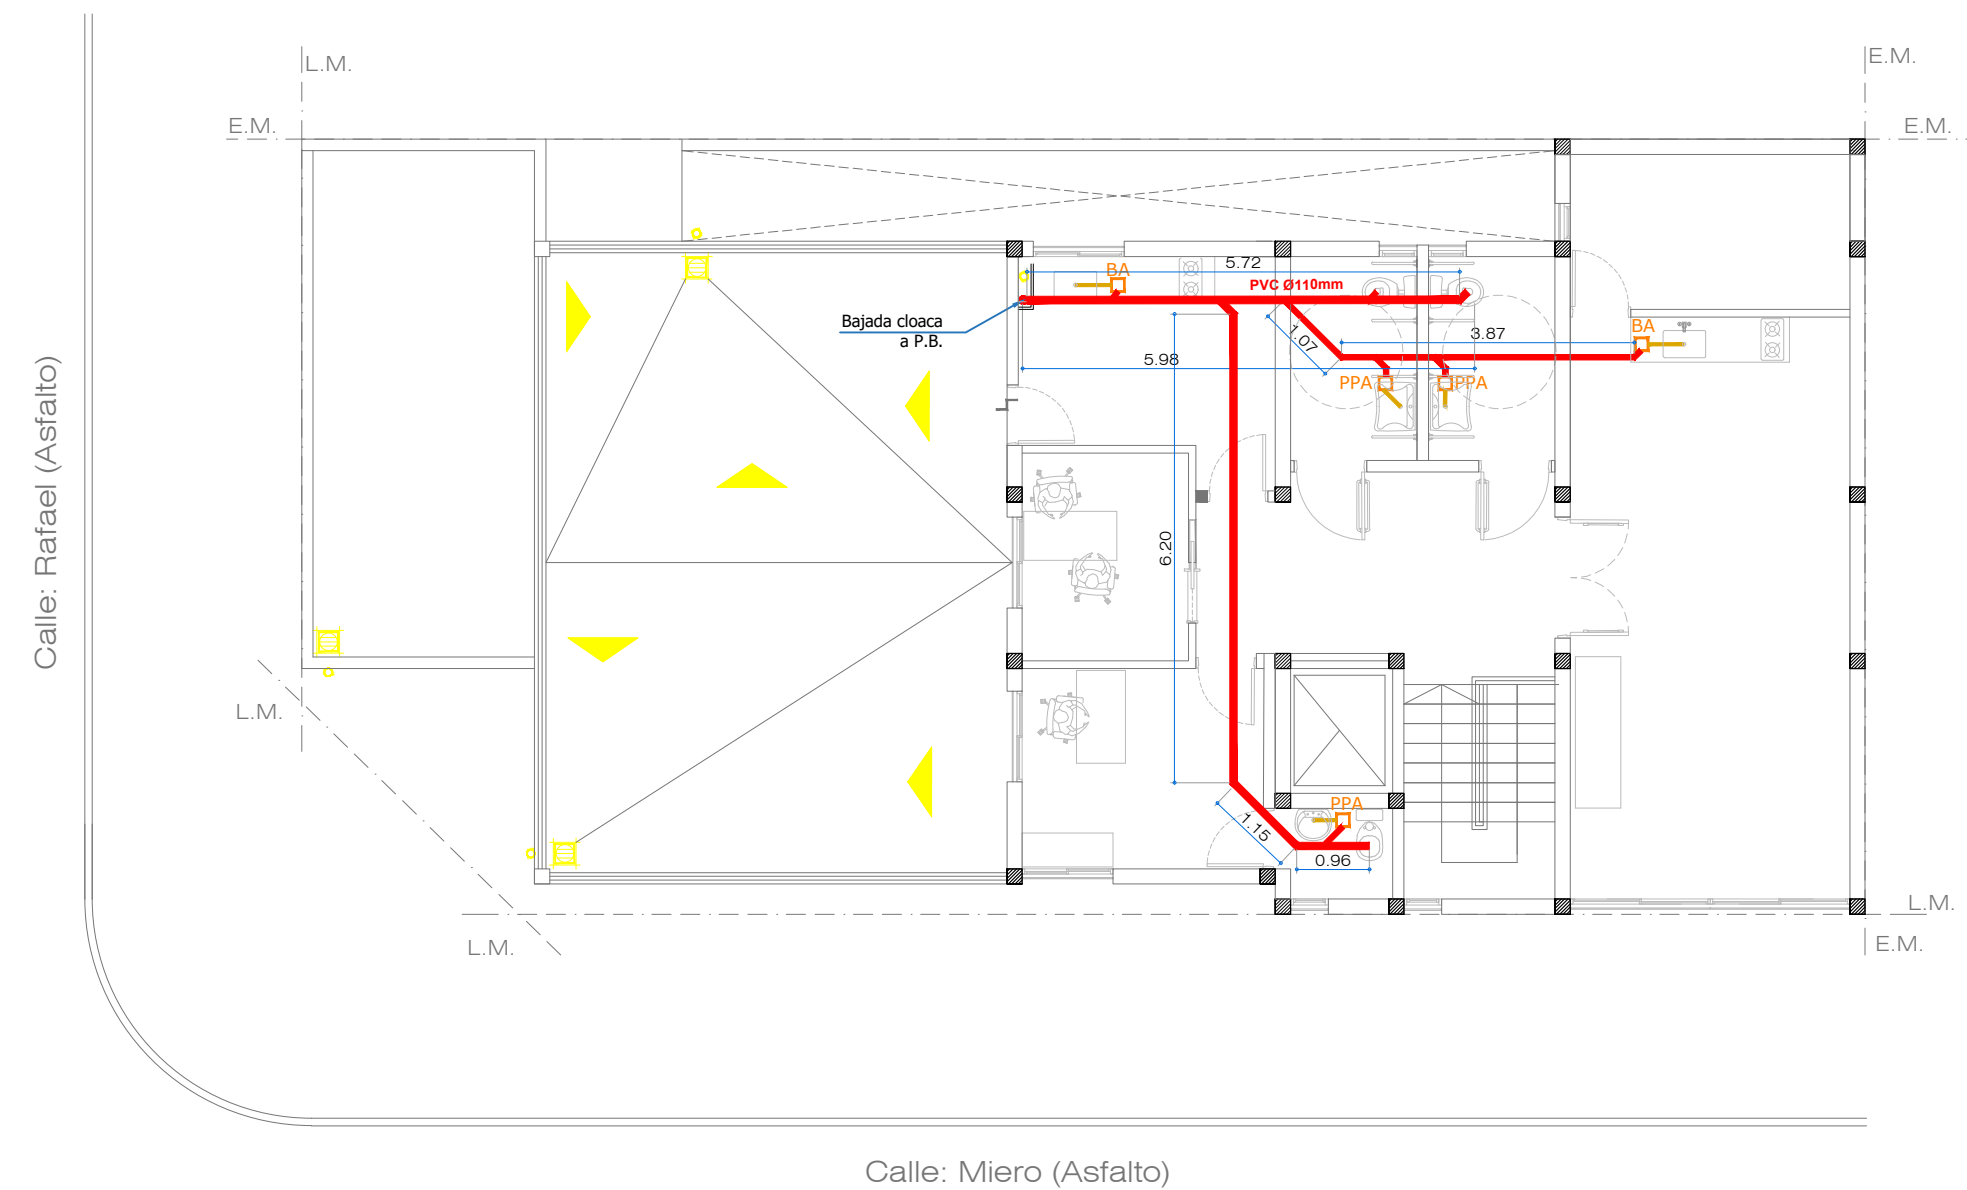 L.M.
E.M.
E.M.
E.M.
5.72
BA
PVC Ø110mm
Bajada cloaca
a P.B.
1.07
3.87
BA
5.98
PPA
PPA
Calle: Rafael (Asfalto)
6.20
L.M.
PPA
1.15
0.96
L.M.
L.M.
E.M.
Calle: Miero (Asfalto)